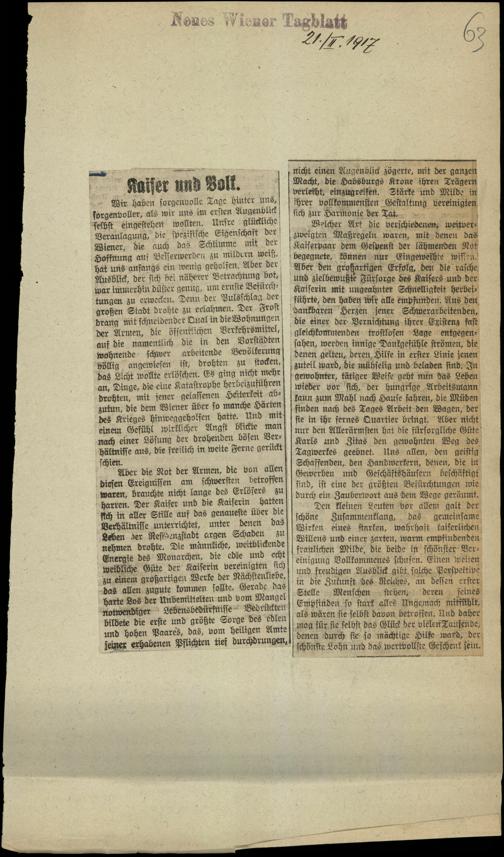 Neues Wiener Tagblatt
21./II. 1917
63
Kaiser und Volk.
Wir haben sorgenvolle Tage hinter uns,
sorgenvoller, als wir uns im ersten Augenblick
selbst eingestehen wollten. Unsre glückliche
Veranlagung, die spezifische Eigenschaft der
Wiener, die auch das Schlimme mit der
Hoffnung auf Besserwerden zu mildern weiß,
hat uns anfangs ein wenig geholfen. Aber der
Ausblick, der sich bei näherer Betrachtung bot,
war immerhin düster genug, um ernste Befürch-
tungen zu erwecken. Denn der Pulsschlag der
großen Stadt drohte zu erlahmen. Der Frost
drang mit schneidender Qual in die Wohnungen
der Armen, die öffentlichen Verkehrsmittel,
auf die namentlich die in den Vorstädten
wohnende schwer arbeitende Bevölkerung
völlig angewiesen ist, drohten zu stocken,
das Licht wollte erlöschen. Es ging nicht mehr
an, Dinge, die eine Katastrophe herbeizuführen
drohten, mit jener gelassenen Heiterkeit ab-
zutun, die dem Wiener über so manche Härten
des Krieges hinweggeholfen hatte. Und mit
einem Gefühl wirklicher Angst blickte man
nach einer Lösung der drohenden bösen Ver-
hältnisse aus, die freilich in weite Ferne gerückt
schien.
Aber die Not der Armen, die von allen
diesen Ereignissen am schwersten betroffen
waren, brauchte nicht lange des Erlösers zu
harren. Der Kaiser und die Kaiserin hatten
sich in aller Stille auf das genaueste über die
Verhältnisse unterrichtet, unter denen das
Leben der Residenzstadt argen Schaden zu
nehmen drohte. Die männliche, weitblickende
Energie des Monarchen, die edle und echt
weibliche Güte der Kaiserin vereinigten sich
zu einem großartigen Werke der Nächstenliebe,
das allen zugute kommen sollte. Gerade das
harte Los der Unbemittelten und vom Mangel
notwendiger Lebensbedürfnisse Bedrückten
bildete die erste und größte Sorge des edlen
und hohen Paares, das, vom heiligen Amte
seiner erhabenen Pflichten tief durchdrungen,
nicht einen Augenblick zögerte, mit der ganzen
Macht, die Habsburgs Krone ihren Trägern
verleiht, einzugreifen. Stärke und Milde in
ihrer vollkommensten Gestaltung vereinigten
sich zur Harmonie der Tat.
Welcher Art die verschiedenen, weitver-
zweigten Maßregeln waren, mit denen das
Kaiserpaar dem Gespenst der lähmenden Not
begegnete, können nur Eingeweihte wissen.
Aber den großartigen Erfolg, den die rasche
und zielbewußte Fürsorge des Kaisers und der
Kaiserin mit ungeahnter Schnelligkeit herbei-
führte, den haben wir alle empfunden. Aus den
dankbaren Herzen jener Schwerarbeitenden,
die einer der Vernichtung ihrer Existenz fast
gleichkommenden trostlosen Lage entgegen-
sahen, werden innige Dankgefühle strömen, die
denen gelten, deren Hilfe in erster Linie jenen
zuteil ward, die mühselig und beladen sind. In
gewohnter, tätiger Weise geht nun das Leben
wieder vor sich, der hungrige Arbeitsmann
kann zum Mahl nach Hause fahren, die Müden
finden nach des Tages Arbeit den Wagen, der
sie in ihr fernes Quartier bringt. Aber nicht
nur den Allerärmsten hat die fürsorgliche Güte
Karls und Zitas den gewohnten Weg des
Tagwerkes geebnet. Uns allen, den geistig
Schaffenden, den Handwerkern, denen, die in
Gewerben und Geschäftshäusern beschäftigt
sind, ist eine der größten Befürchtungen wie
durch ein Zauberwort aus dem Wege geräumt.
Den kleinen Leuten vor allem galt der
schöne Zusammenklang, das gemeinsame
Wirken eines starken, wahrhaft kaiserlichen
Willens und einer zarten, warm empfindenden
fraulichen Milde, die beide in schönster Ver-
einigung Vollkommenes schufen. Einen weiten
und freudigen Ausblick gibt solche Perspektive
in die Zukunft des Reiches, an dessen erster
Stelle Menschen stehen, deren feines
Empfinden so stark alles Ungemach mitfühlt,
als wären sie selbst davon betroffen. Und daher
mag für sie selbst das Glück der vielen Tausende,
denen durch sie so mächtige Hilfe ward, der
schönste Lohn und das wertvollste Geschenk sein.